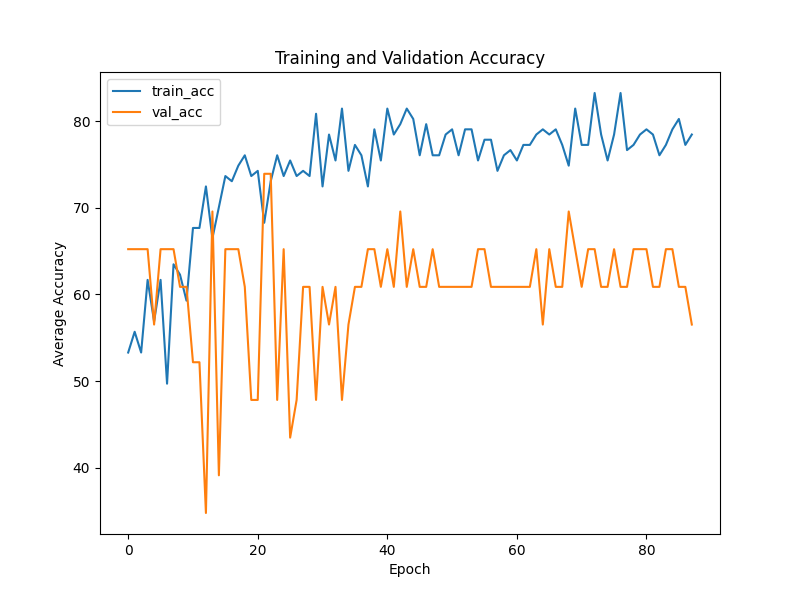 Training and Validation Accuracy
train_acc
val_acc
Average Accuracy
80
70
60
50
40
0 20 40 60 80
Epoch